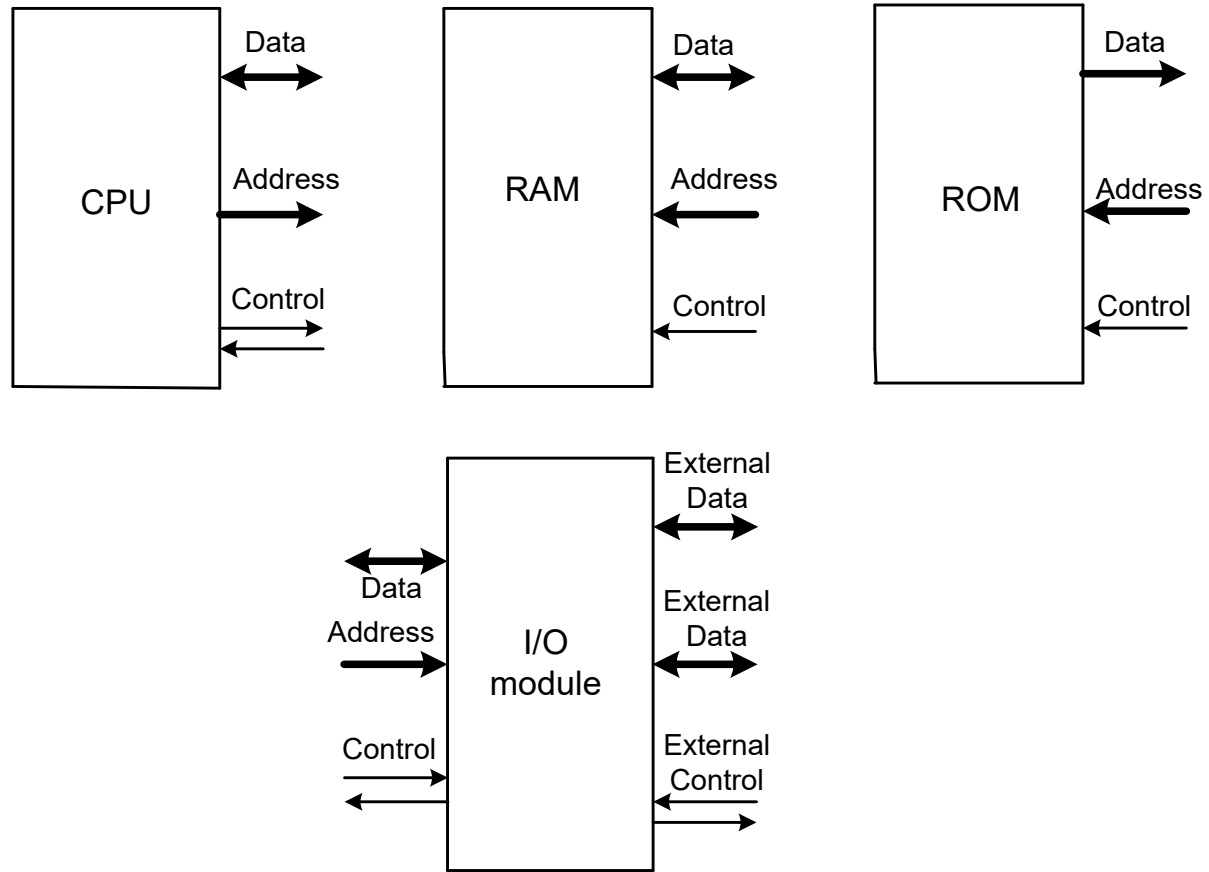 Data
Address
CPU
Control
Data
Address
RAM
Control
Data
Address
ROM
Control
Data
Address
Control
I/O
module
External
Data
External
Data
External
Control